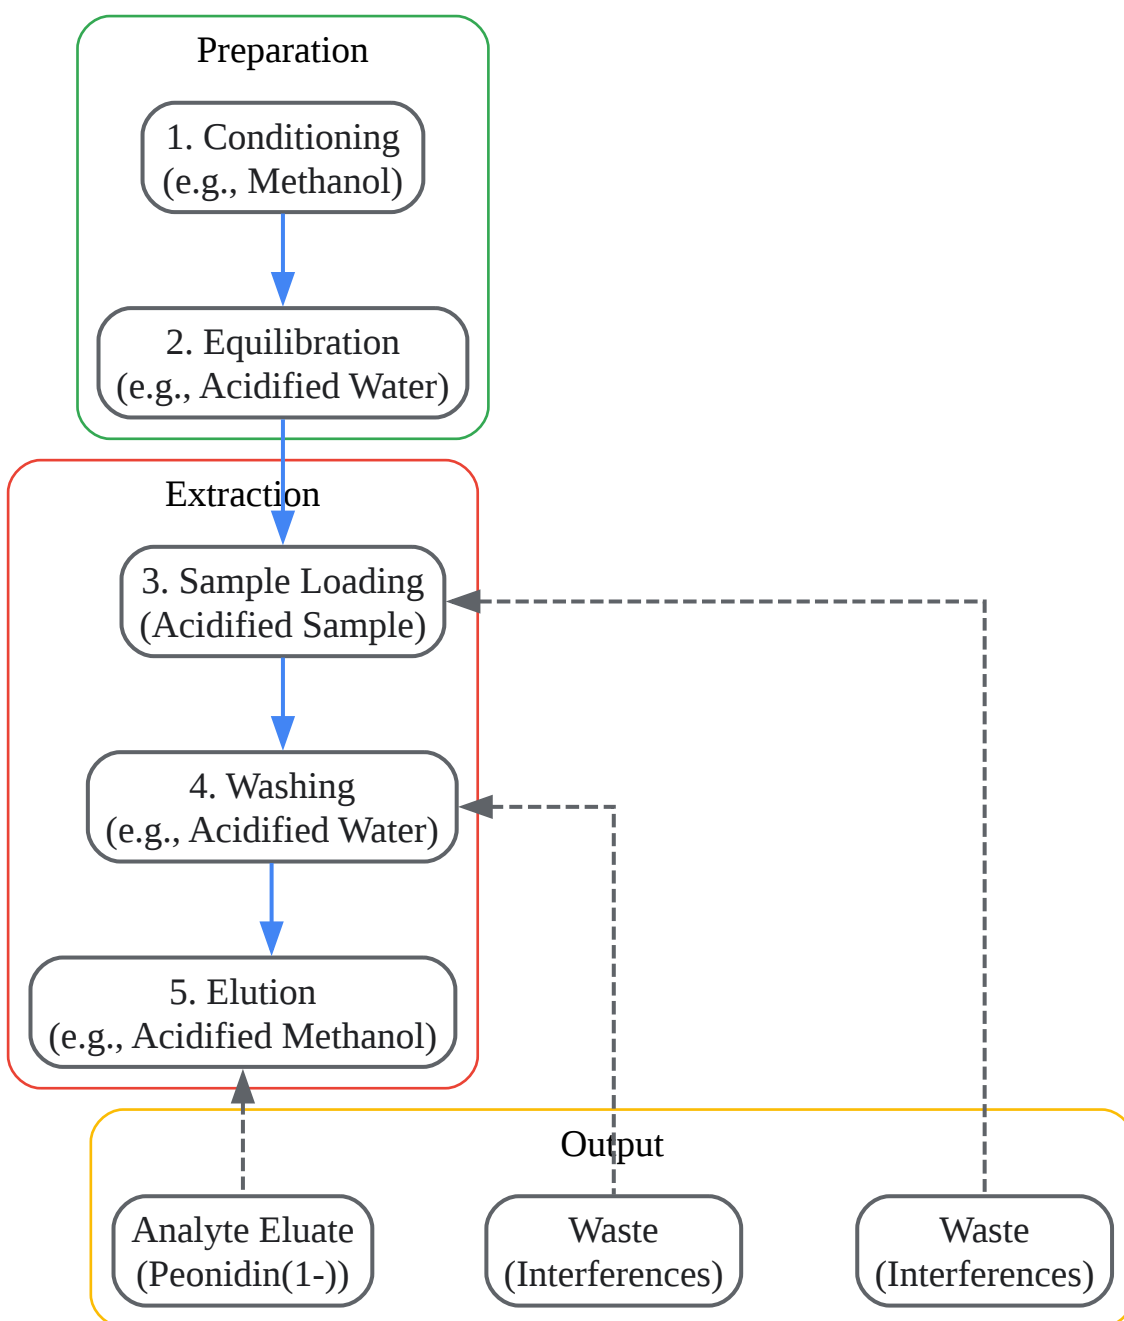 Preparation
1. Conditioning
(e.g., Methanol)
2. Equilibration
(e.g., Acidified Water)
Extraction
3. Sample Loading
(Acidified Sample)
4. Washing
(e.g., Acidified Water)
5. Elution
(e.g., Acidified Methanol)
Output
Analyte Eluate
(Peonidin(1-))
Waste
(Interferences)
Waste
(Interferences)